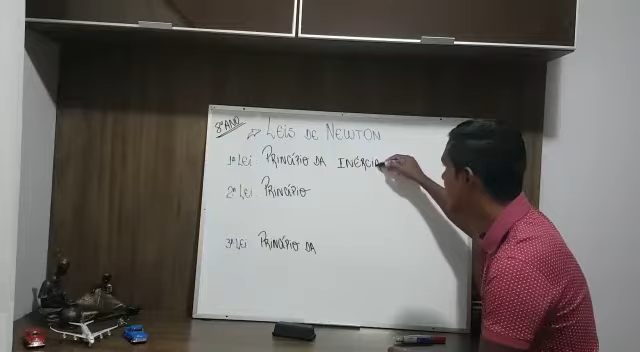 8º ANO
⇨ LEIS DE NEWTON
1ª LEI: PRINCÍPIO DA INÉRCIA
2ª LEI: PRINCÍPIO
3ª LEI PRINCÍPIO DA